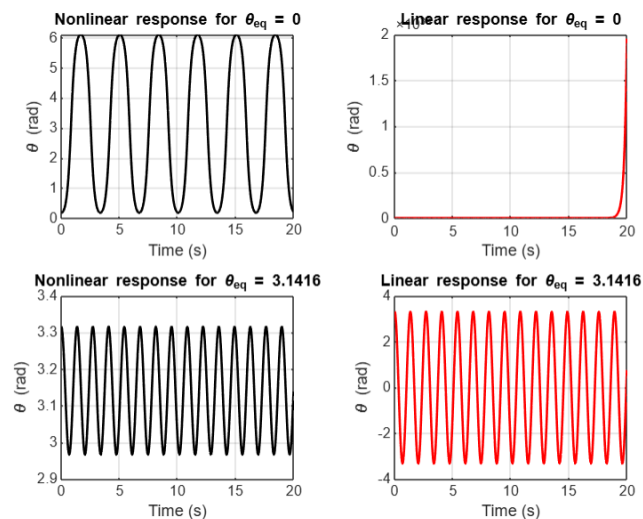 Nonlinear response for θeq = 0
6
5
4
3
2
1
0
θ (rad)
0 5 10 15 20
Time (s)
Linear response for θeq = 0
2
1.5
1
0.5
0
θ (rad)
0 5 10 15 20
Time (s)
Nonlinear response for θeq = 3.1416
3.4
3.3
3.2
3.1
3
2.9
θ (rad)
0 5 10 15 20
Time (s)
Linear response for θeq = 3.1416
4
2
0
-2
-4
θ (rad)
0 5 10 15 20
Time (s)